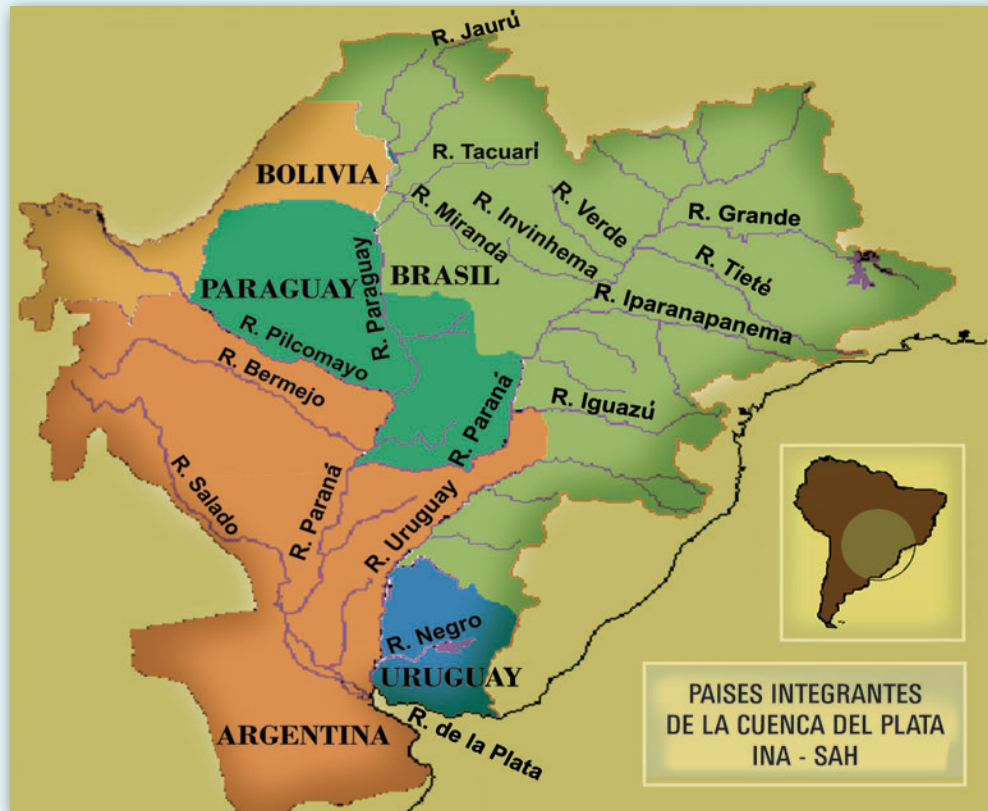 R. Jaurú
R. Tacuari
BOLIVIA
R. Verde
R. Invinhema
R. Grande
R. Miranda
R. Paraguay
BRASIL
R. Tieté
PARAGUAY
R. Iparanapanema
R. Pilcomayo
R. Bermejo
R. Paraná
R. Iguazú
R. Salado
R. Paraná
R. Uruguay
R. Negro
URUGUAY
ARGENTINA
R. de la Plata
PAISES INTEGRANTES
DE LA CUENCA DEL PLATA
INA - SAH